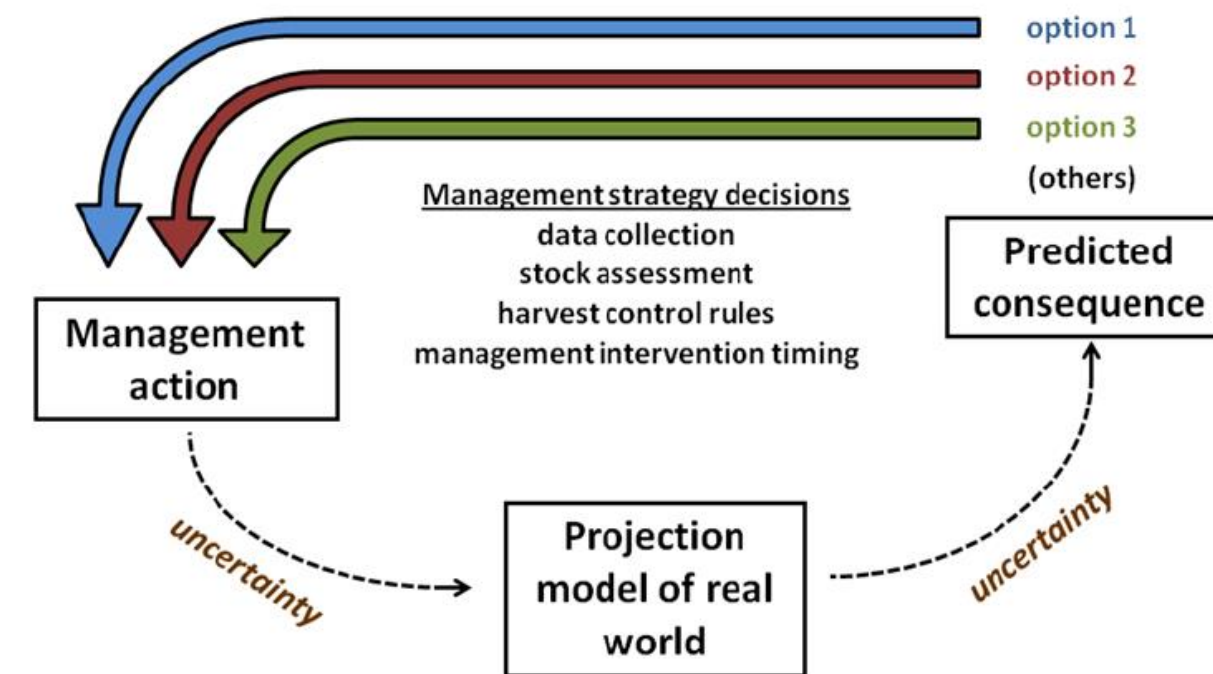 option 1
option 2
option 3
(others)
Management strategy decisions
data collection
stock assessment
harvest control rules
management intervention timing
Predicted
consequence
Management
action
uncertainty
Projection
model of real
world
uncertainty